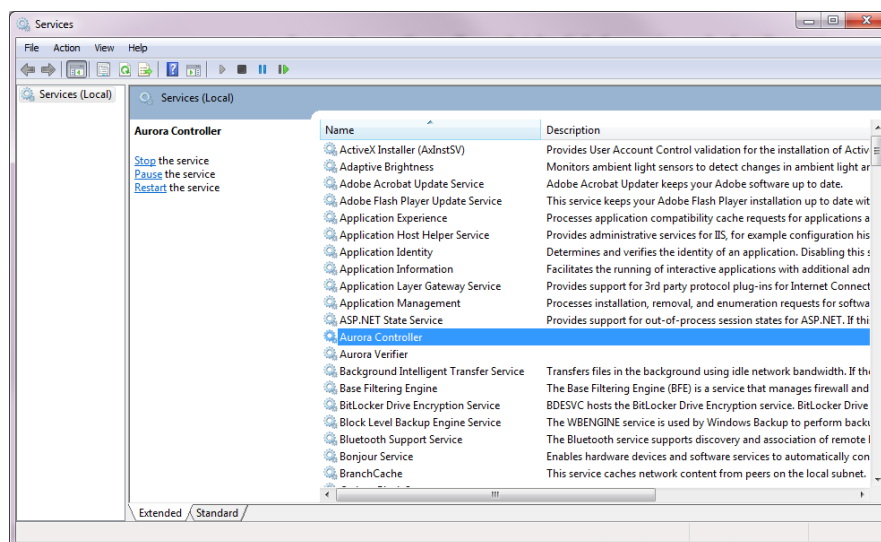 Services
File Action View Help
Services (Local)
Services (Local)
Aurora Controller
Stop the service
Pause the service
Restart the service
Name Description
ActiveX Installer (AxInstSV) Provides User Account Control validation for the installation of Activ
Adaptive Brightness Monitors ambient light sensors to detect changes in ambient light ar
Adobe Acrobat Update Service Adobe Acrobat Updater keeps your Adobe software up to date.
Adobe Flash Player Update Service This service keeps your Adobe Flash Player installation up to date wit
Application Experience Processes application compatibility cache requests for applications a
Application Host Helper Service Provides administrative services for IIS, for example configuration his
Application Identity Determines and verifies the identity of an application. Disabling this s
Application Information Facilitates the running of interactive applications with additional adm
Application Layer Gateway Service Provides support for 3rd party protocol plug-ins for Internet Connect
Application Management Processes installation, removal, and enumeration requests for softwa
ASP.NET State Service Provides support for out-of-process session states for ASP.NET. If this
Aurora Controller
Aurora Verifier
Background Intelligent Transfer Service Transfers files in the background using idle network bandwidth. If the
Base Filtering Engine The Base Filtering Engine (BFE) is a service that manages firewall and
BitLocker Drive Encryption Service BDESVC hosts the BitLocker Drive Encryption service. BitLocker Drive
Block Level Backup Engine Service The WBENGINE service is used by Windows Backup to perform backu
Bluetooth Support Service The Bluetooth service supports discovery and association of remote
Bonjour Service Enables hardware devices and software services to automatically con
BranchCache This service caches network content from peers on the local subnet.
Extended Standard